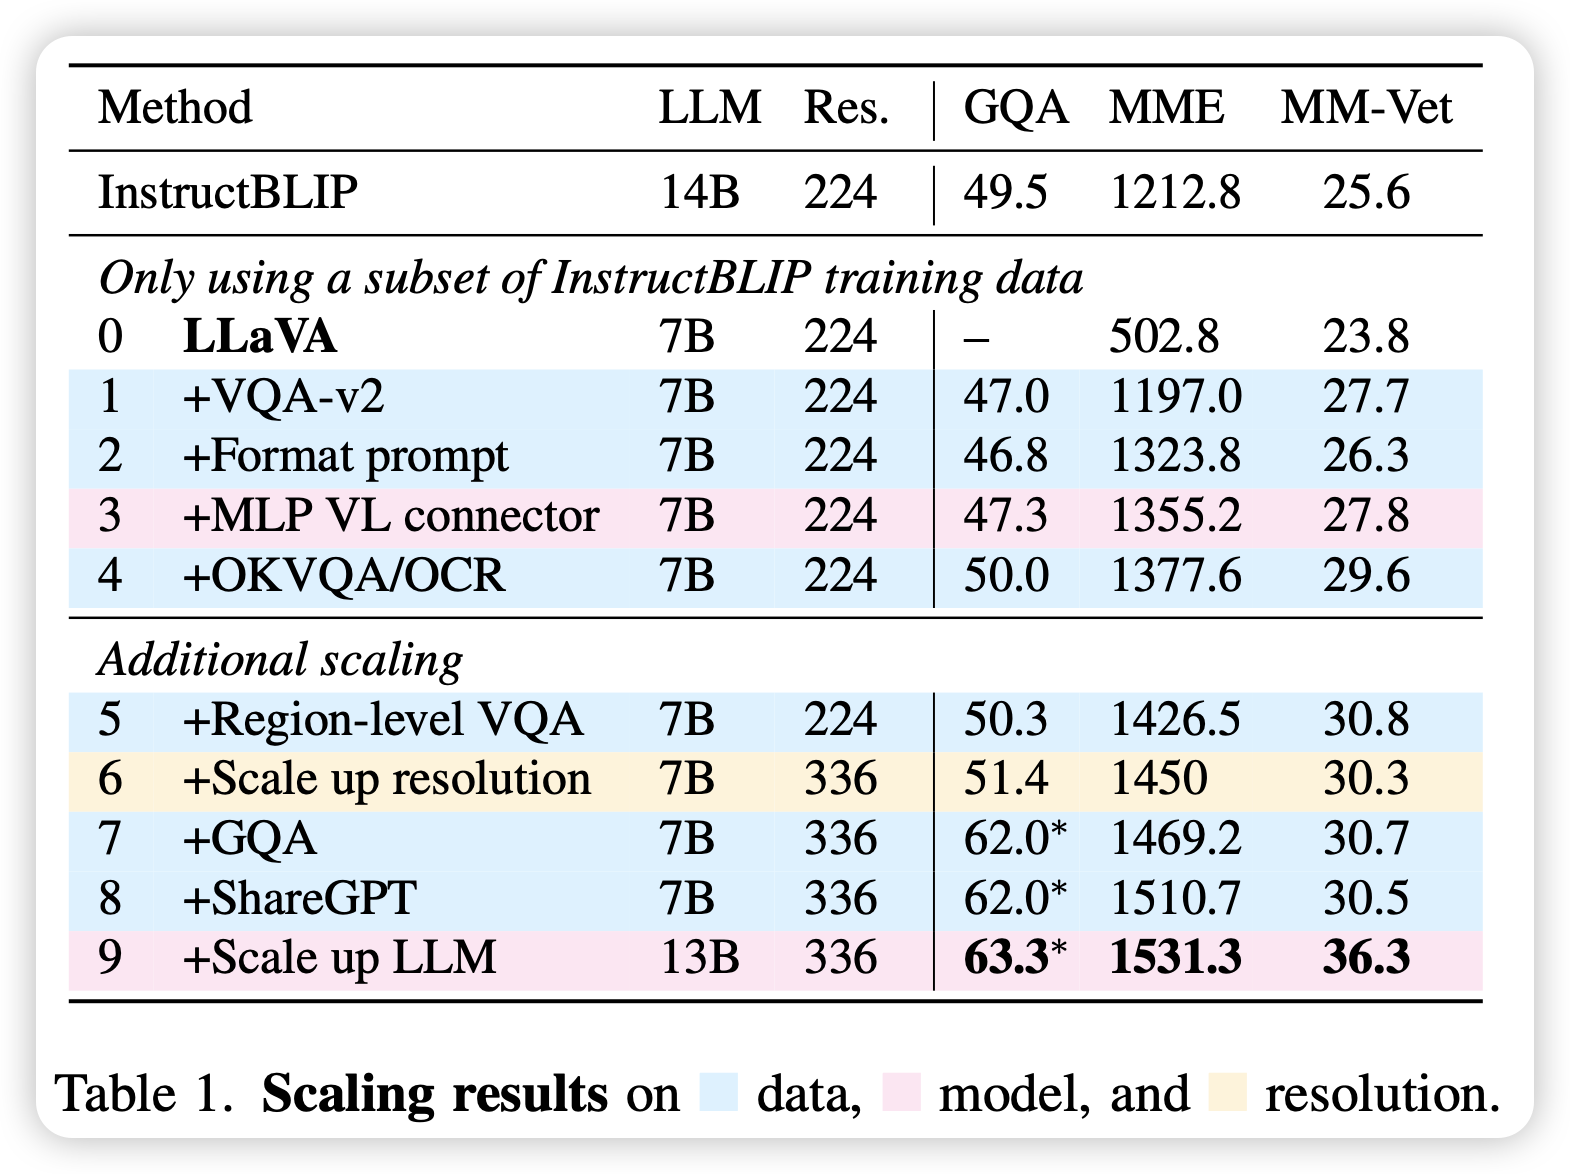 Method LLM Res. GQA MME MM-Vet
InstructBLIP 14B 224 49.5 1212.8 25.6
Only using a subset of InstructBLIP training data
0 LLaVA 7B 224 – 502.8 23.8
1 +VQA-v2 7B 224 47.0 1197.0 27.7
2 +Format prompt 7B 224 46.8 1323.8 26.3
3 +MLP VL connector 7B 224 47.3 1355.2 27.8
4 +OKVQA/OCR 7B 224 50.0 1377.6 29.6
Additional scaling
5 +Region-level VQA 7B 224 50.3 1426.5 30.8
6 +Scale up resolution 7B 336 51.4 1450 30.3
7 +GQA 7B 336 62.0* 1469.2 30.7
8 +ShareGPT 7B 336 62.0* 1510.7 30.5
9 +Scale up LLM 13B 336 63.3* 1531.3 36.3
Table 1. Scaling results on data, model, and resolution.